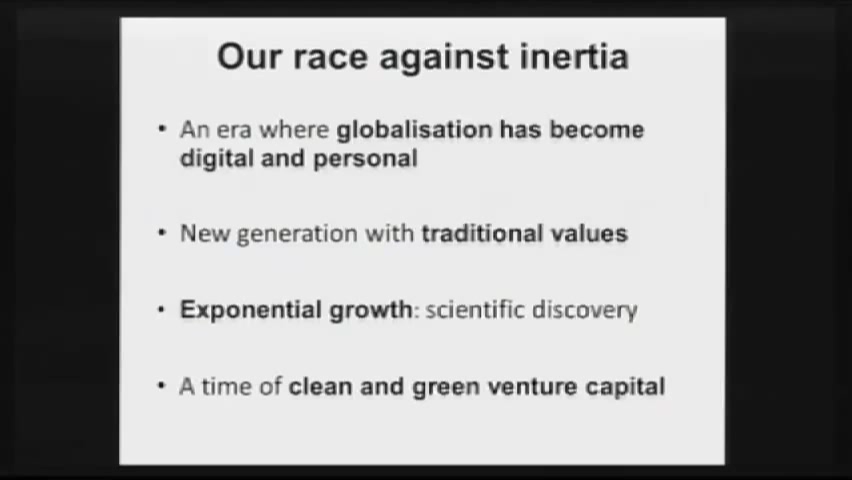 Our race against inertia
• An era where globalisation has become
digital and personal
• New generation with traditional values
• Exponential growth: scientific discovery
• A time of clean and green venture capital